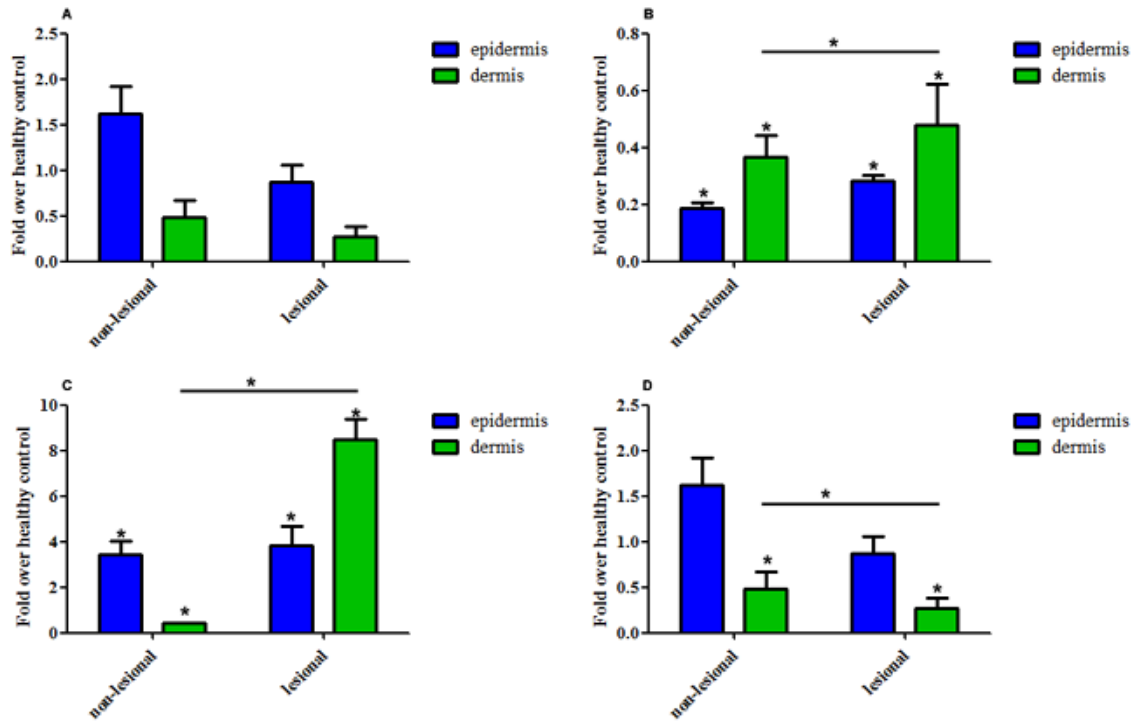 A
Fold over healthy control
2.5
2.0
1.5
1.0
0.5
0.0
non-lesional
lesional
epidermis
dermis
B
Fold over healthy control
0.8
0.6
0.4
0.2
0.0
*
*
*
*
*
non-lesional
lesional
epidermis
dermis
C
Fold over healthy control
10
8
6
4
2
0
*
*
*
*
*
non-lesional
lesional
epidermis
dermis
D
Fold over healthy control
2.5
2.0
1.5
1.0
0.5
0.0
*
*
*
non-lesional
lesional
epidermis
dermis